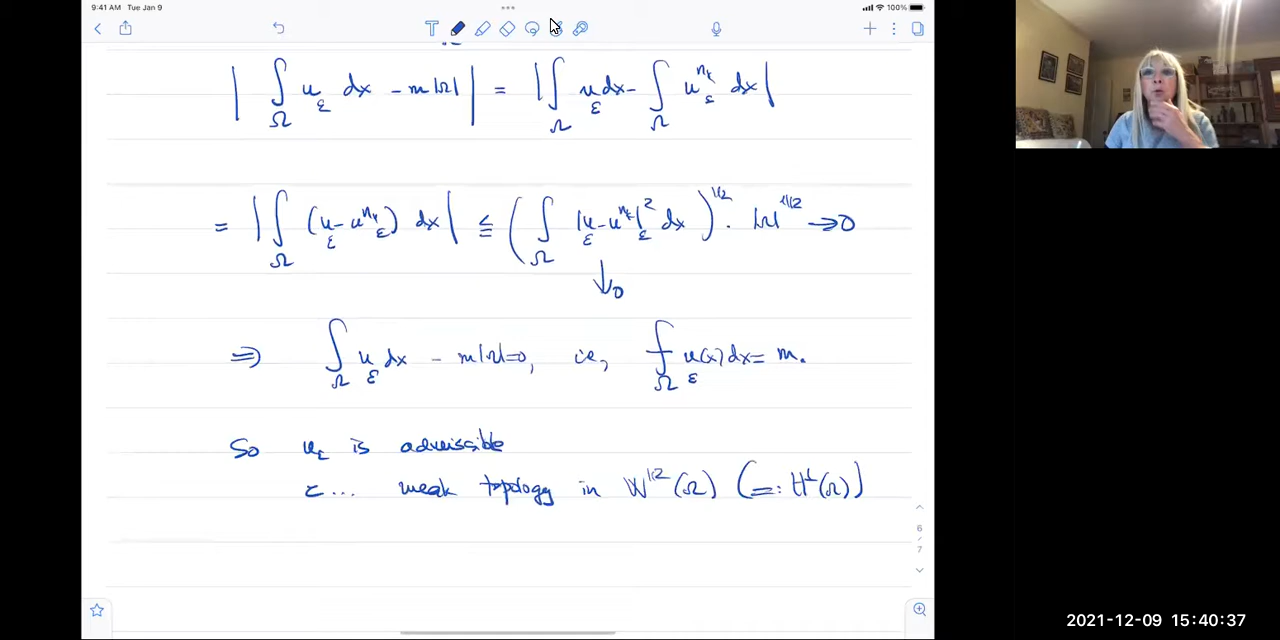 9:41 AM Tue Jan 9
100%
| ∫_Ω u_ε dx - m|Ω| | = | ∫_Ω u_ε dx - ∫_Ω u_ε^{n_k} dx |
= | ∫_Ω (u_ε - u_ε^{n_k}) dx | ≤ ( ∫_Ω |u_ε - u_ε^{n_k}|^2 dx )^{1/2} · |Ω|^{1/2} → 0
↓ 0
⇒ ∫_Ω u_ε dx - m|Ω| = 0, i.e., ⨍_Ω u_ε(x) dx = m.
So u_ε is admissible
τ... weak topology in W^{1,2}(Ω) (=: H^1(Ω))
6
/
7
2021-12-09 15:40:37